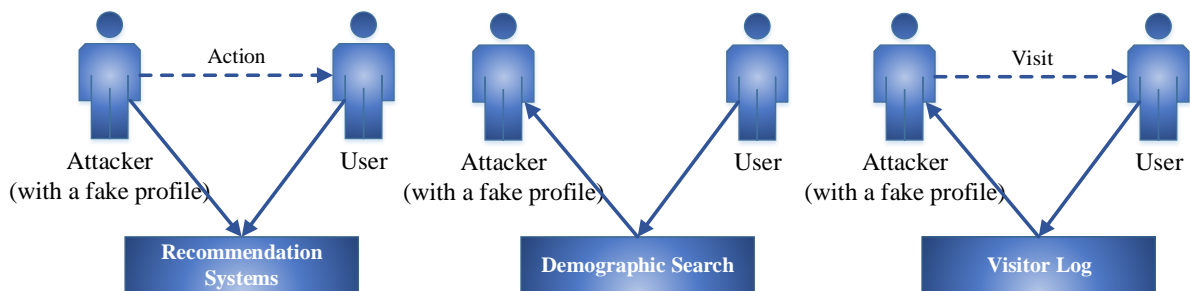 Action
Attacker
(with a fake profile)
User
Recommendation
Systems
Attacker
(with a fake profile)
User
Demographic Search
Visit
Attacker
(with a fake profile)
User
Visitor Log